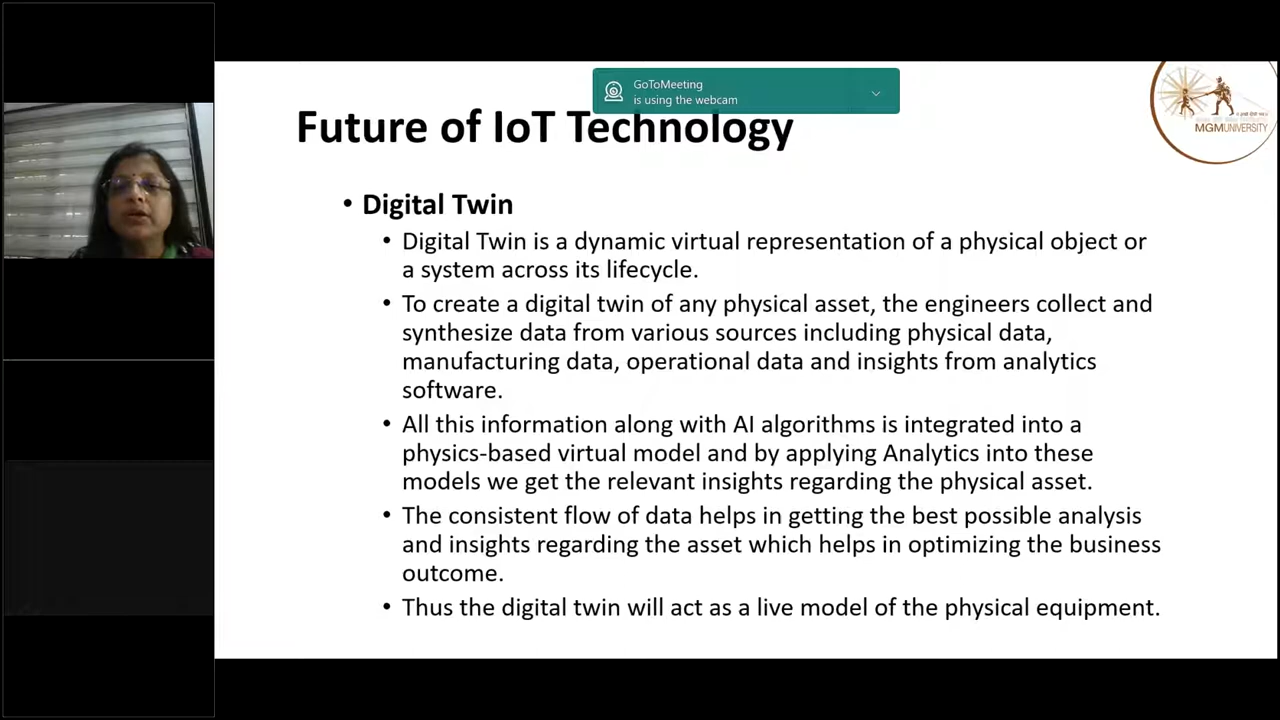 GoToMeeting
is using the webcam
MGMUNIVERSITY
Future of IoT Technology
• Digital Twin
• Digital Twin is a dynamic virtual representation of a physical object or
a system across its lifecycle.
• To create a digital twin of any physical asset, the engineers collect and
synthesize data from various sources including physical data,
manufacturing data, operational data and insights from analytics
software.
• All this information along with AI algorithms is integrated into a
physics-based virtual model and by applying Analytics into these
models we get the relevant insights regarding the physical asset.
• The consistent flow of data helps in getting the best possible analysis
and insights regarding the asset which helps in optimizing the business
outcome.
• Thus the digital twin will act as a live model of the physical equipment.